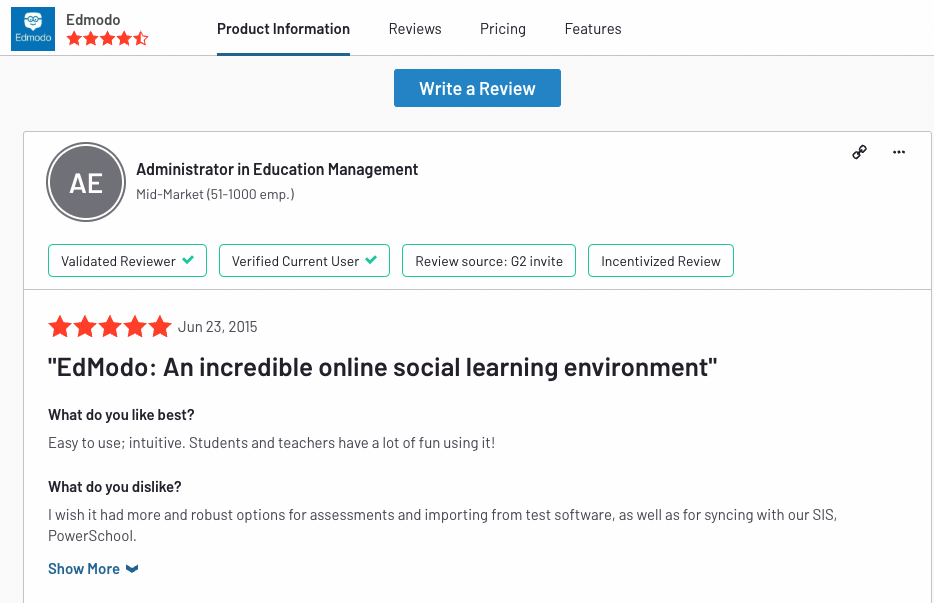 Edmodo
Edmodo
Product Information
Reviews
Pricing
Features
Write a Review
AE
Administrator in Education Management
Mid-Market (51-1000 emp.)
Validated Reviewer
Verified Current User
Review source: G2 invite
Incentivized Review
Jun 23, 2015
"EdModo: An incredible online social learning environment"
What do you like best?
Easy to use; intuitive. Students and teachers have a lot of fun using it!
What do you dislike?
I wish it had more and robust options for assessments and importing from test software, as well as for syncing with our SIS,
PowerSchool.
Show More